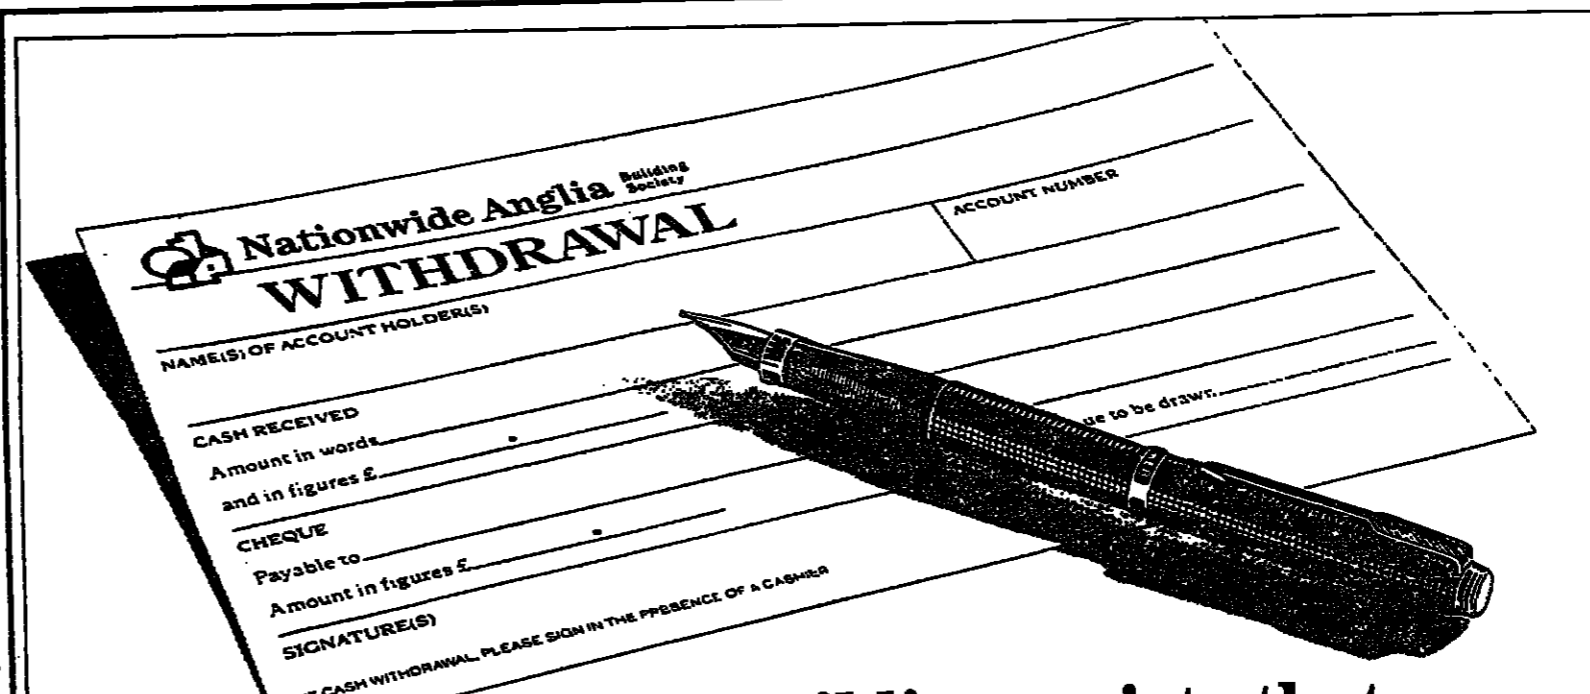 Nationwide Anglia Building Society
WITHDRAWAL
NAME(S) OF ACCOUNT HOLDER(S)
ACCOUNT NUMBER
CASH RECEIVED
Amount in words
and in figures £
CHEQUE
Payable to
ue to be drawn
Amount in figures £
SIGNATURE(S)
CASH WITHDRAWAL, PLEASE SIGN IN THE PRESENCE OF A CASHIER